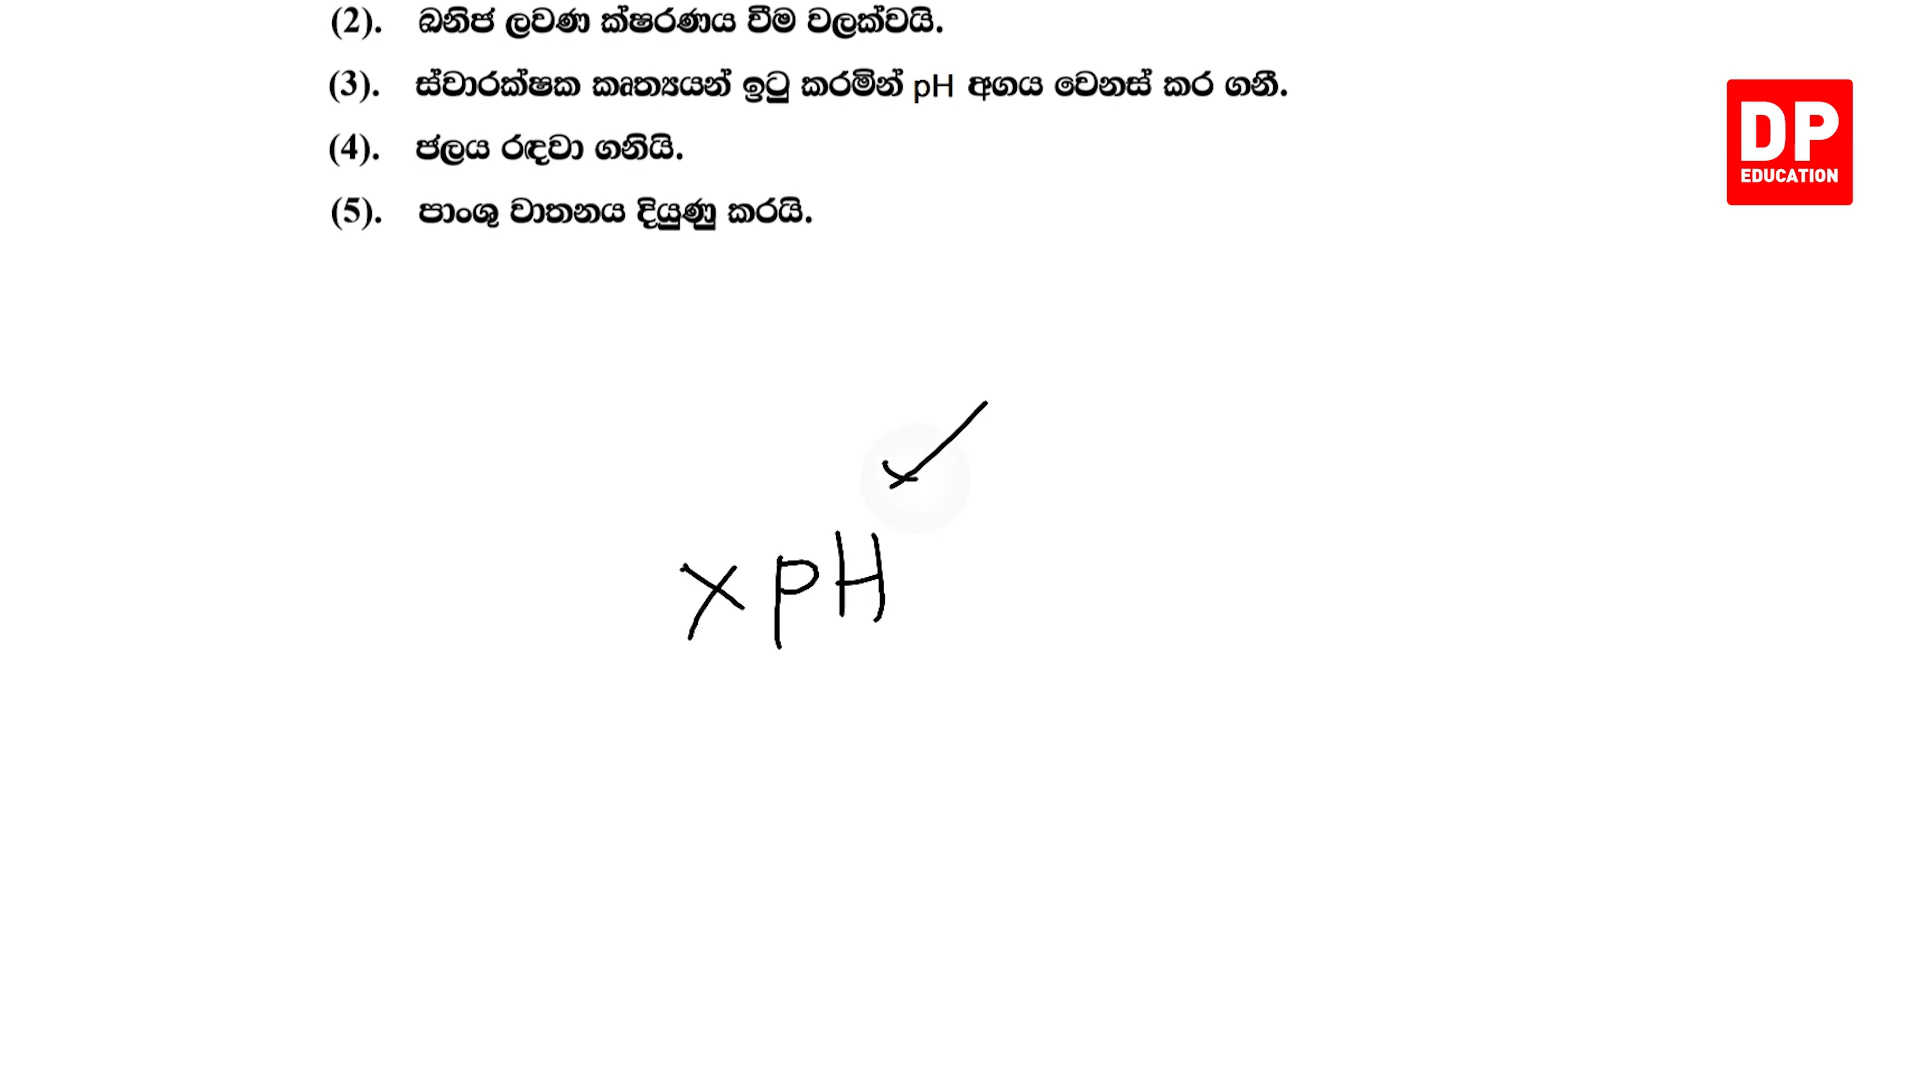 (2). ඛනිජ ලවණ ක්ෂරණය වීම වලක්වයි.
(3). ස්වාරක්ෂක කෘත්‍යයන් ඉටු කරමින් pH අගය වෙනස් කර ගනී.
(4). ජලය රඳවා ගනියි.
(5). පාංශු වාතනය දියුණු කරයි.
DP
EDUCATION
x pH